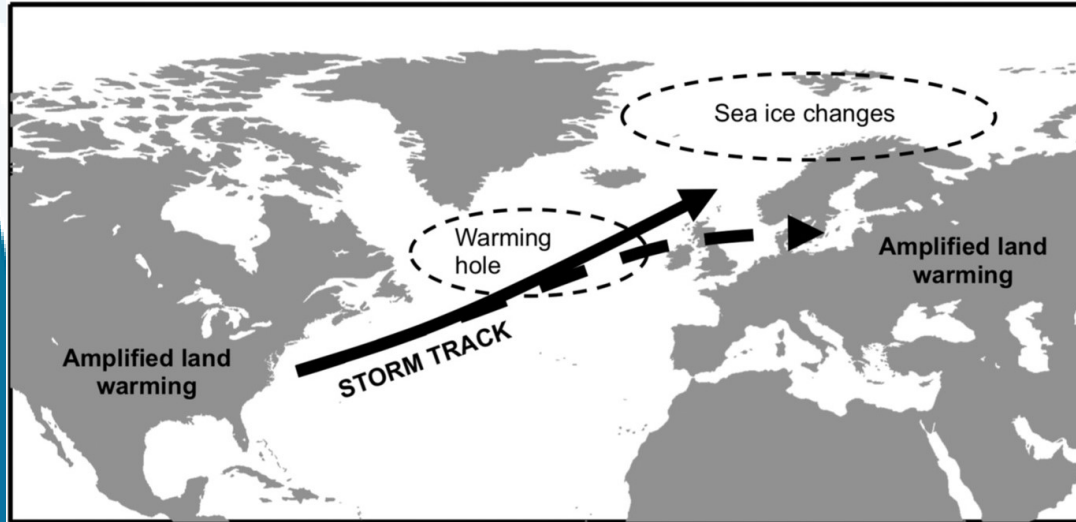 Sea ice changes
Warming
hole
Amplified land
warming
STORM TRACK
Amplified land
warming